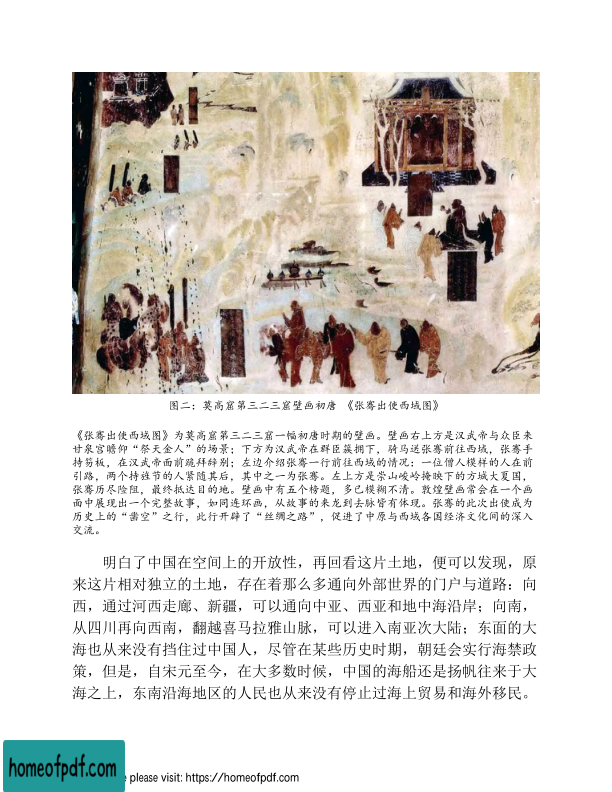 图二：莫高窟第三二三窟壁画初唐 《张骞出使西域图》
《张骞出使西域图》为莫高窟第三二三窟一幅初唐时期的壁画。壁画右上方是汉武帝与众臣来
甘泉宫瞻仰“祭天金人”的场景；下方为汉武帝在群臣簇拥下，骑马送张骞前往西域，张骞手
持笏板，在汉武帝面前跪拜辞别；左边介绍张骞一行前往西域的情况：一位僧人模样的人在前
引路，两个持旌节的人紧随其后，其中之一为张骞。左上方是崇山峻岭掩映下的方城大夏国，
张骞历尽险阻，最终抵达目的地。壁画中有五个榜题，多已模糊不清。敦煌壁画常会在一个画
面中展现出一个完整故事，如同连环画，从故事的来龙到去脉皆有体现。张骞的此次出使成为
历史上的“凿空”之行，此行开辟了“丝绸之路”，促进了中原与西域各国经济文化间的深入
交流。
明白了中国在空间上的开放性，再回看这片土地，便可以发现，原
来这片相对独立的土地，存在着那么多通向外部世界的门户与道路：向
西，通过河西走廊、新疆，可以通向中亚、西亚和地中海沿岸；向南，
从四川再向西南，翻越喜马拉雅山脉，可以进入南亚次大陆；东面的大
海也从来没有挡住过中国人，尽管在某些历史时期，朝廷会实行海禁政
策，但是，自宋元至今，在大多数时候，中国的海船还是扬帆往来于大
海之上，东南沿海地区的人民也从来没有停止过海上贸易和海外移民。
homeofpdf.com
please visit: https://homeofpdf.com